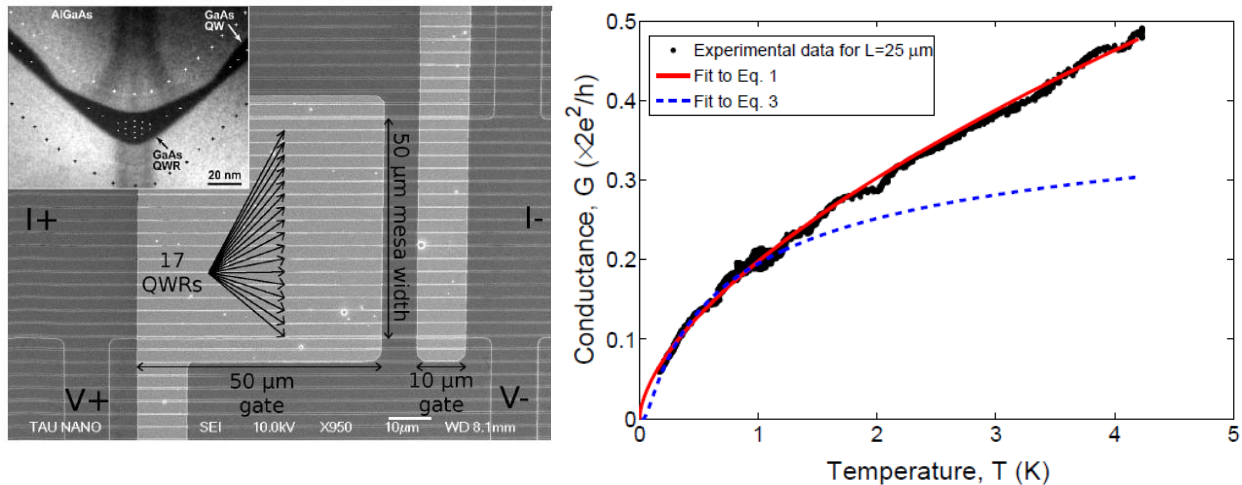 AlGaAs
GaAs
QW
GaAs
QWR
20 nm
I+
I-
17
QWRs
50 μm mesa width
50 μm
gate
10 μm
gate
V+
V-
TAU NANO SEI 10.0kV X950 10μm WD 8.1mm
Conductance, G (×2e²/h)
0.5
0.4
0.3
0.2
0.1
0
Experimental data for L=25 μm
Fit to Eq. 1
Fit to Eq. 3
0 1 2 3 4 5
Temperature, T (K)